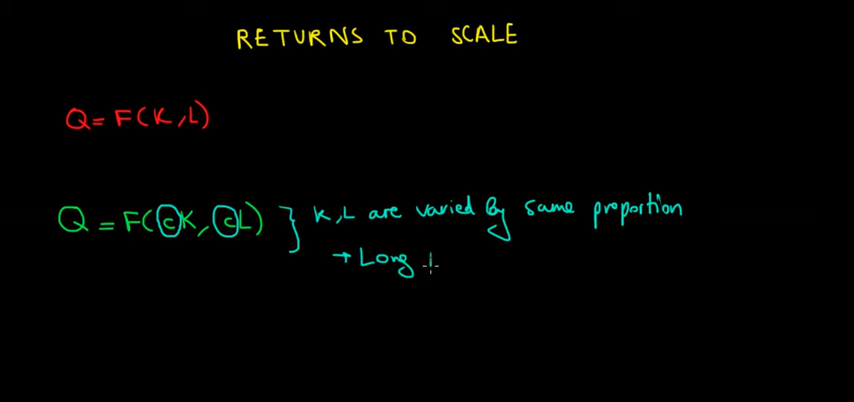 RETURNS TO SCALE
Q = F(K, L)
Q = F(cK, cL) } K, L are varied by same proportion
→ Long